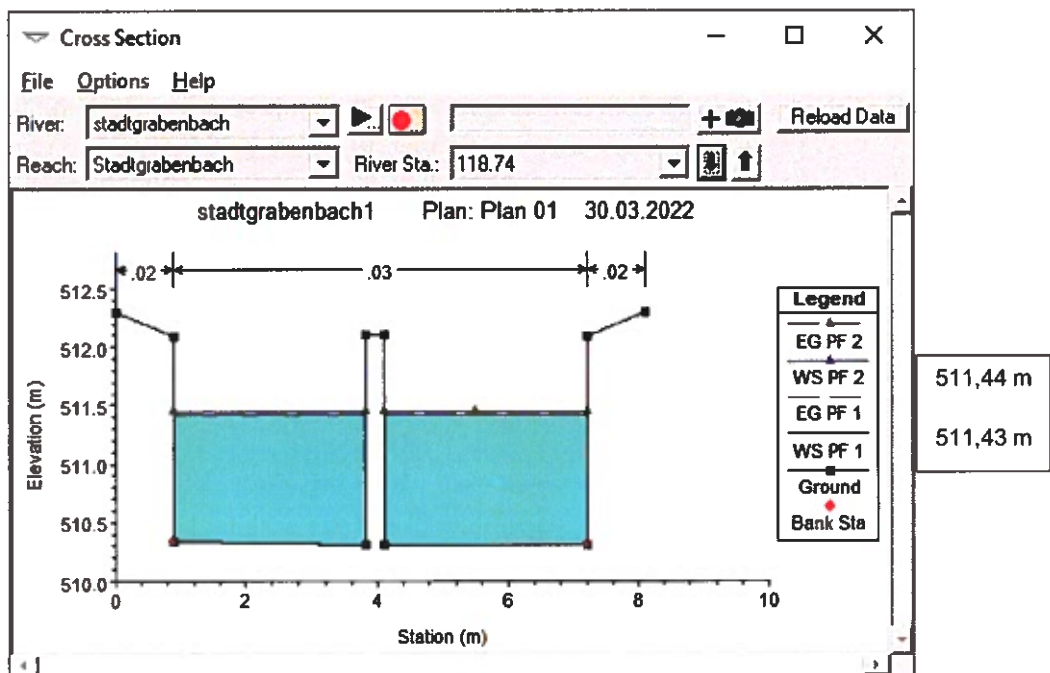 Cross Section
File Options Help
River: stadtgrabenbach Reload Data
Reach: Stadtgrabenbach River Sta.: 118.74
stadtgrabenbach1 Plan: Plan 01 30.03.2022
.02 .03 .02
Elevation (m)
512.5
512.0
511.5
511.0
510.5
510.0
0 2 4 6 8 10
Station (m)
Legend
EG PF 2
WS PF 2
EG PF 1
WS PF 1
Ground
Bank Sta
511,44 m
511,43 m